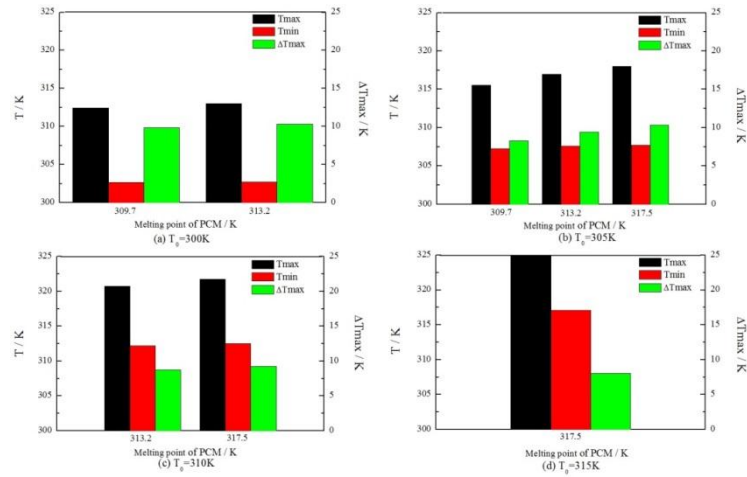 325
320
315
310
305
300
T / K
Tmax
Tmin
ΔTmax
25
20
15
10
5
0
ΔTmax / K
309.7 313.2
Melting point of PCM / K
(a) T0=300K
325
320
315
310
305
300
T / K
Tmax
Tmin
ΔTmax
25
20
15
10
5
0
ΔTmax / K
309.7 313.2 317.5
Melting point of PCM / K
(b) T0=305K
325
320
315
310
305
300
T / K
Tmax
Tmin
ΔTmax
25
20
15
10
5
0
ΔTmax / K
313.2 317.5
Melting point of PCM / K
(c) T0=310K
325
320
315
310
305
300
T / K
Tmax
Tmin
ΔTmax
25
20
15
10
5
0
ΔTmax / K
317.5
Melting point of PCM / K
(d) T0=315K